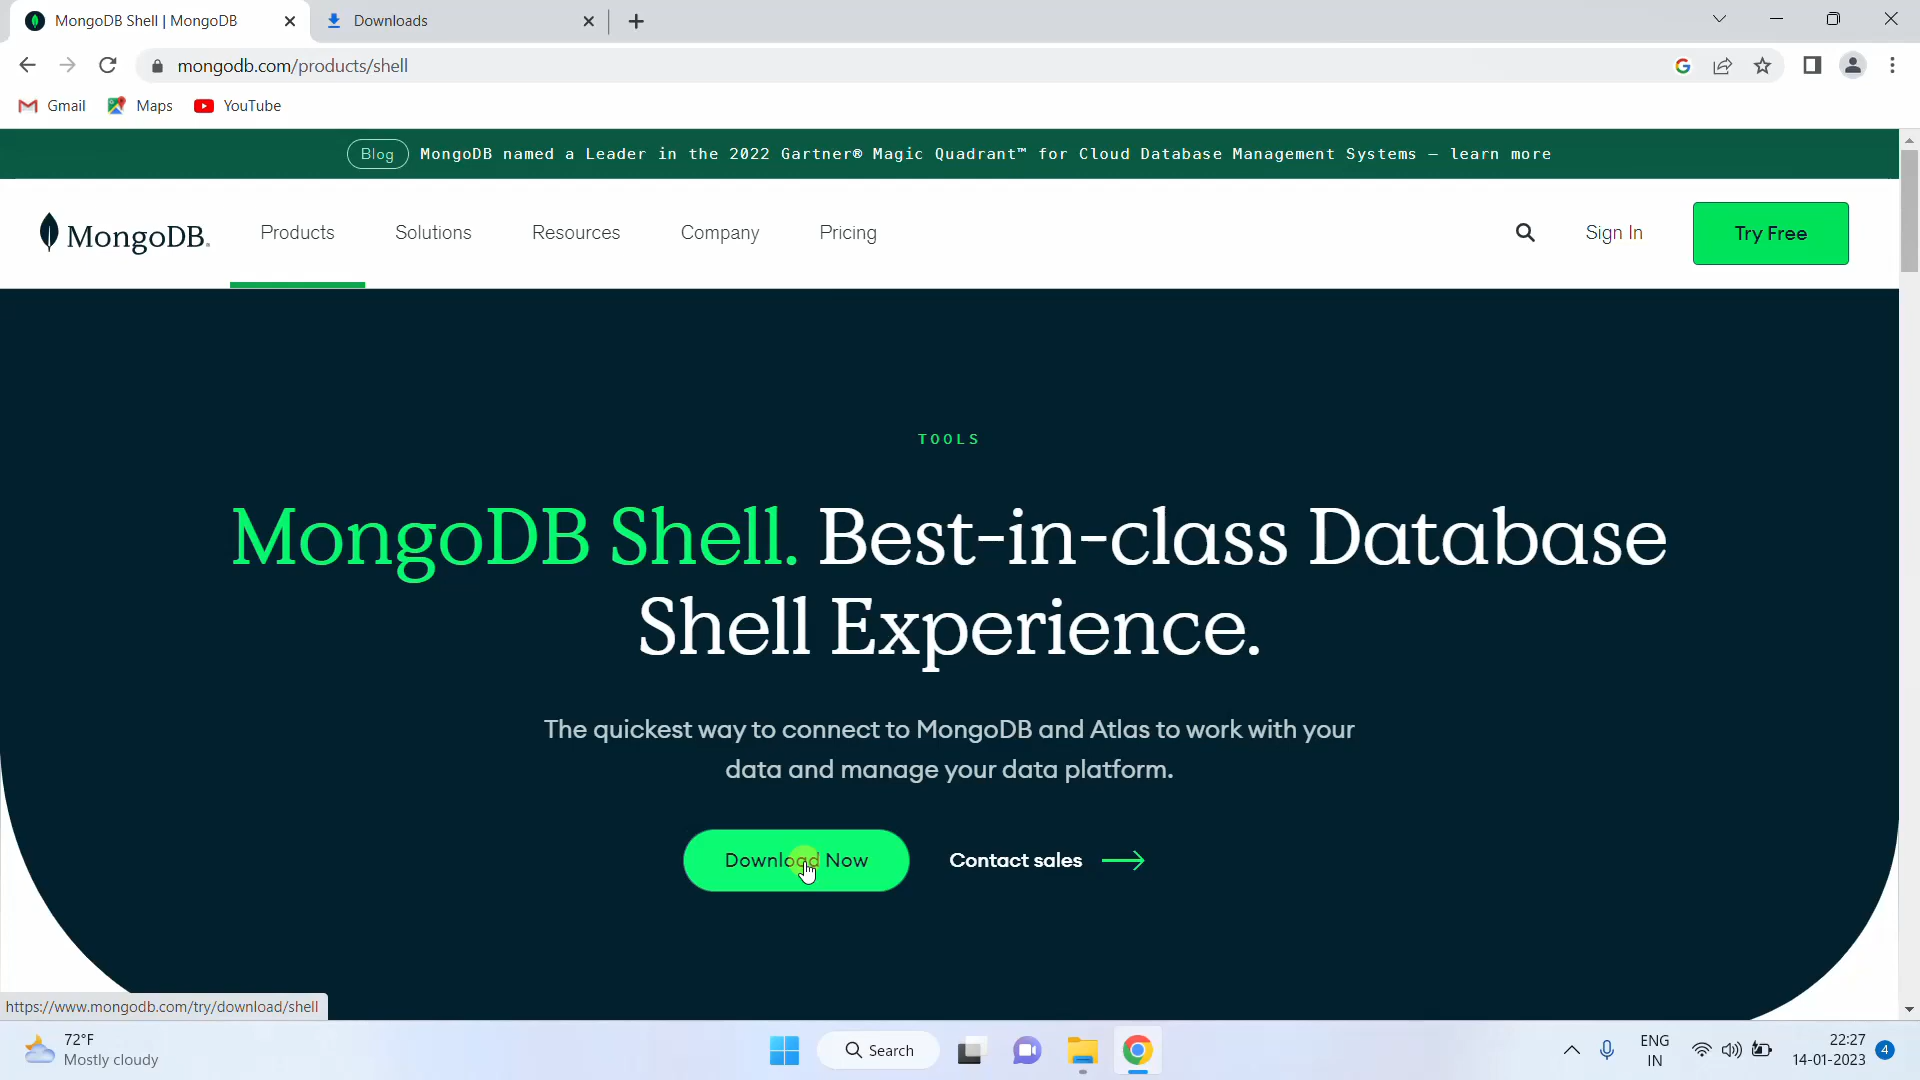 MongoDB Shell | MongoDB
Downloads
mongodb.com/products/shell
Gmail
Maps
YouTube
Blog MongoDB named a Leader in the 2022 Gartner® Magic Quadrant™ for Cloud Database Management Systems – learn more
MongoDB.
Products
Solutions
Resources
Company
Pricing
Sign In
Try Free
TOOLS
MongoDB Shell. Best-in-class Database
Shell Experience.
The quickest way to connect to MongoDB and Atlas to work with your
data and manage your data platform.
Download Now
Contact sales
https://www.mongodb.com/try/download/shell
72°F
Mostly cloudy
Search
ENG
IN
22:27
14-01-2023
4